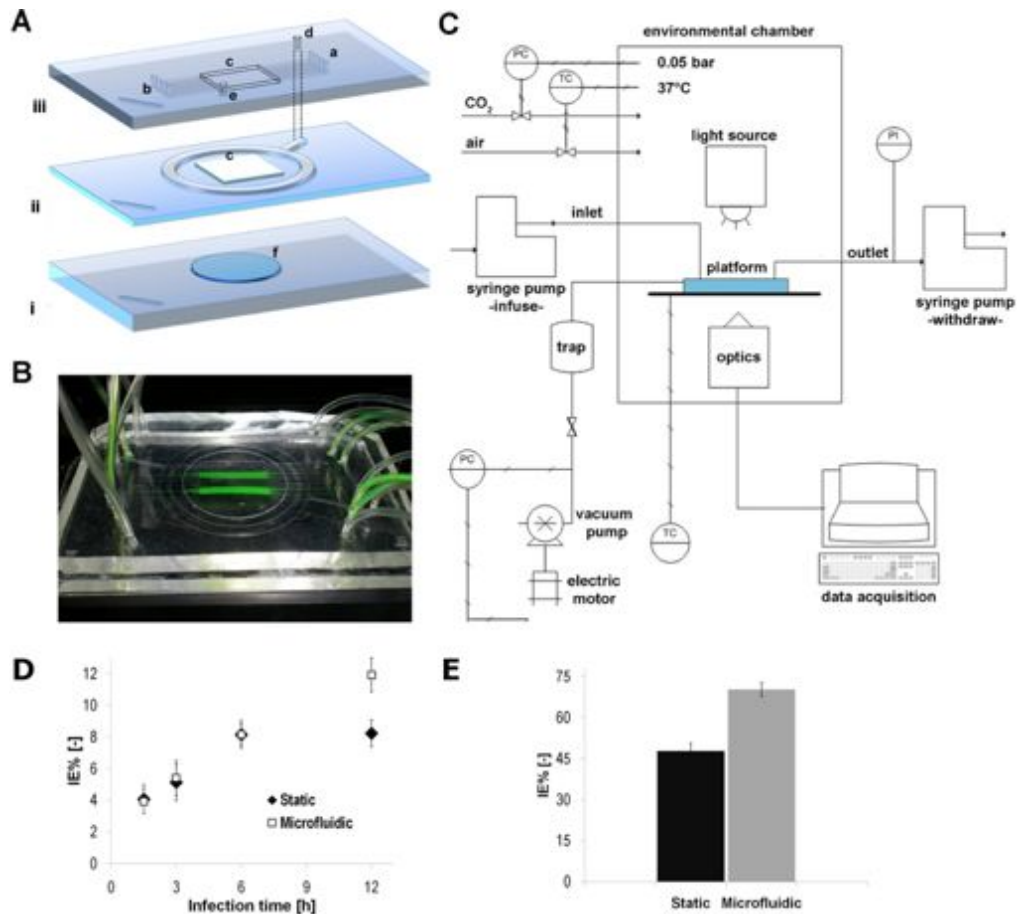 A
d
c
a
b
e
iii
c
ii
f
i
B
C
environmental chamber
PC
0.05 bar
TC
37°C
CO2
air
light source
PI
inlet
outlet
platform
syringe pump
-infuse-
syringe pump
-withdraw-
trap
optics
PC
vacuum
pump
TC
electric
motor
data acquisition
D
12
10
8
6
4
2
0
IE% [-]
Static
Microfluidic
0 3 6 9 12
Infection time [h]
E
75
60
45
30
15
0
IE% [-]
Static Microfluidic